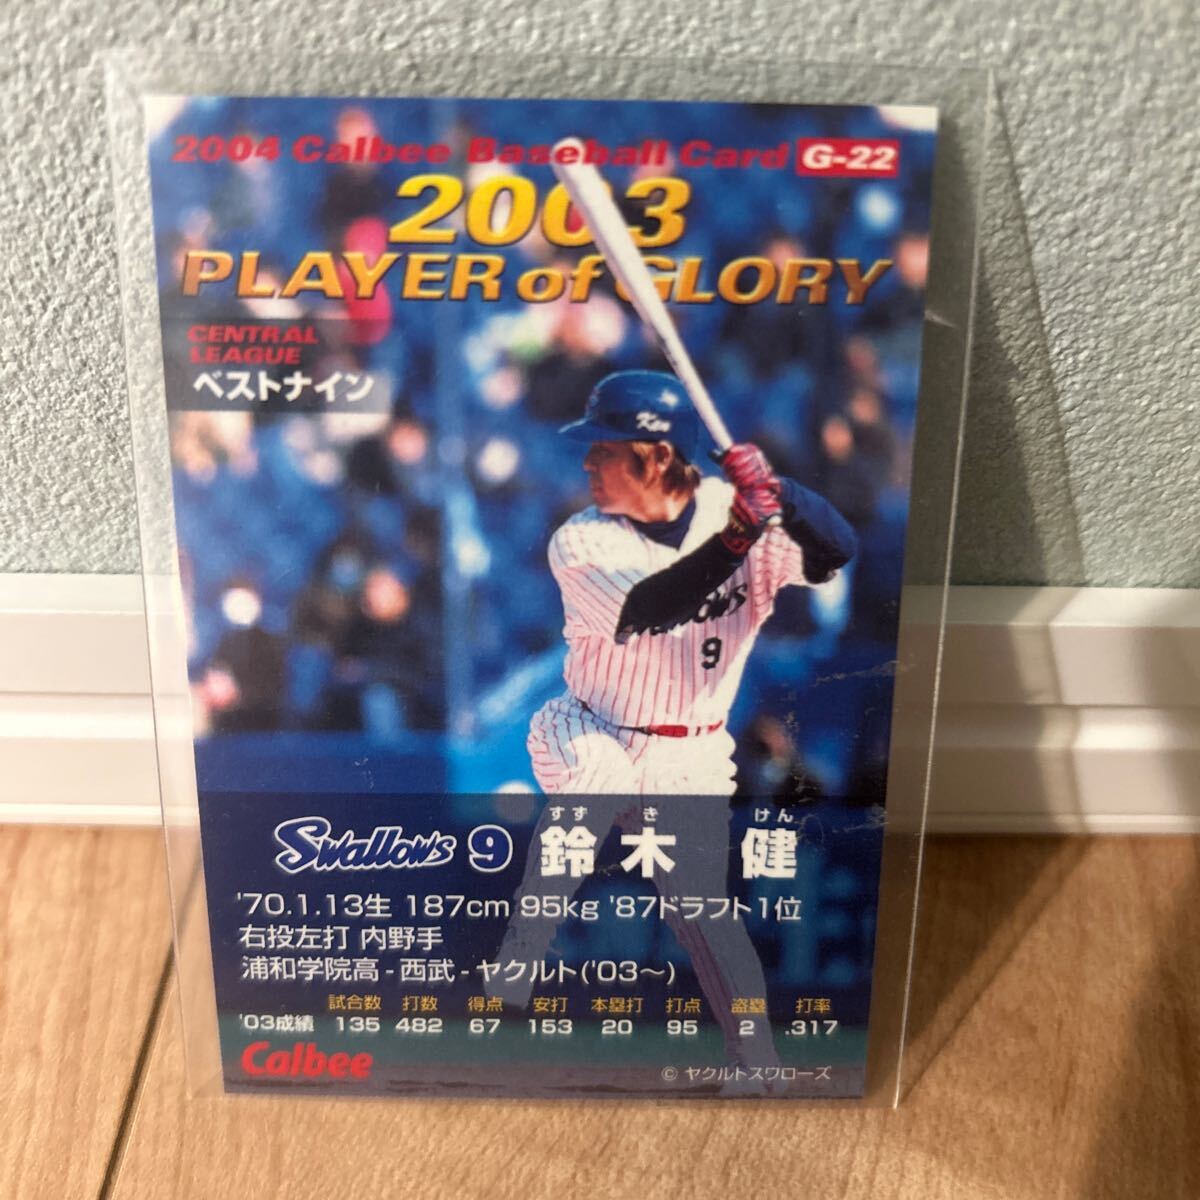 2004 Calbee Baseball Card G-22
2003
PLAYER of GLORY
CENTRAL
LEAGUE
ベストナイン
Ken
Swallows
9
すず き けん
Swallows 9 鈴木 健
'70.1.13生 187cm 95kg '87ドラフト1位
右投左打 内野手
浦和学院高-西武-ヤクルト('03～)
試合数 打数 得点 安打 本塁打 打点 盗塁 打率
'03成績 135 482 67 153 20 95 2 .317
Calbee
© ヤクルトスワローズ